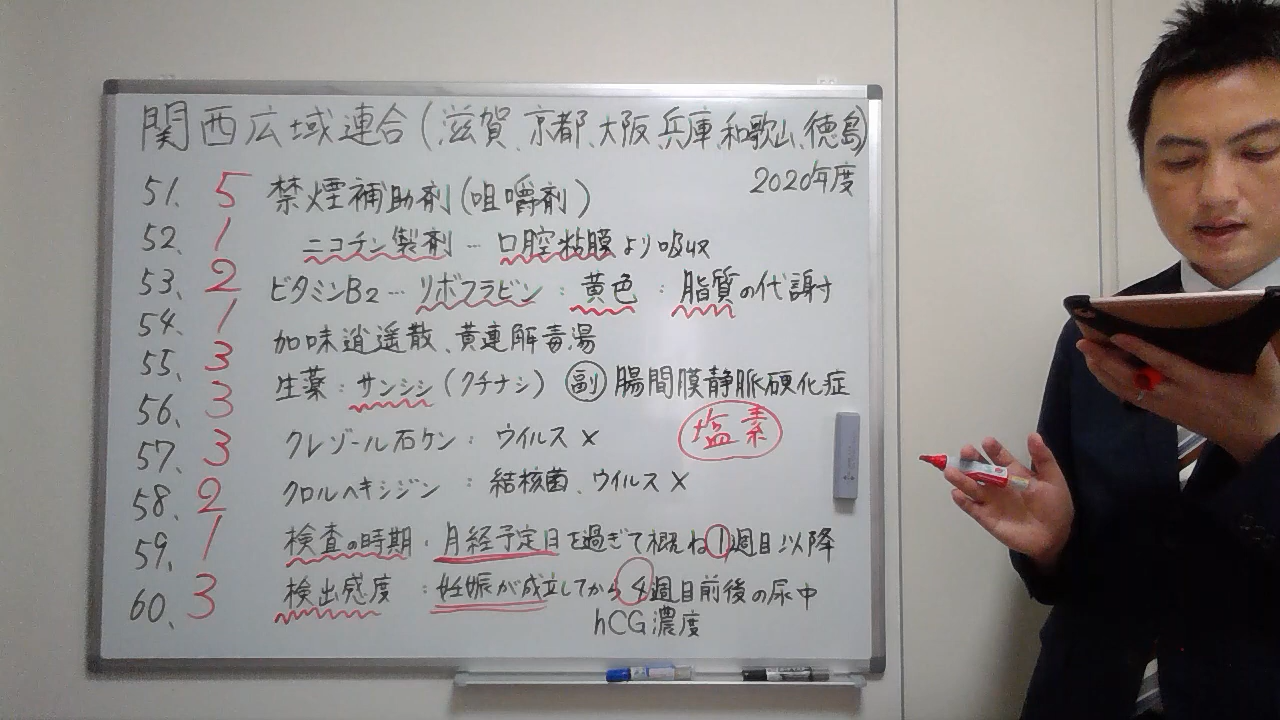 関西広域連合(滋賀、京都、大阪、兵庫、和歌山、徳島)
2020年度
51. 5 禁煙補助剤(咀嚼剤)
52. 1 ニコチン製剤…口腔粘膜より吸収
53. 2 ビタミンB2…リボフラビン:黄色:脂質の代謝
54. 1 加味逍遥散、黄連解毒湯
55. 3 生薬:サンシシ(クチナシ)副 腸間膜静脈硬化症
56. 3
57. 3 クレゾール石ケン:ウイルス× 塩素
58. 2 クロルヘキシジン:結核菌、ウイルス×
59. 1 検査の時期・月経予定日を過ぎて概ね1週目以降
60. 3 検出感度:妊娠が成立してから4週目前後の尿中
hCG濃度